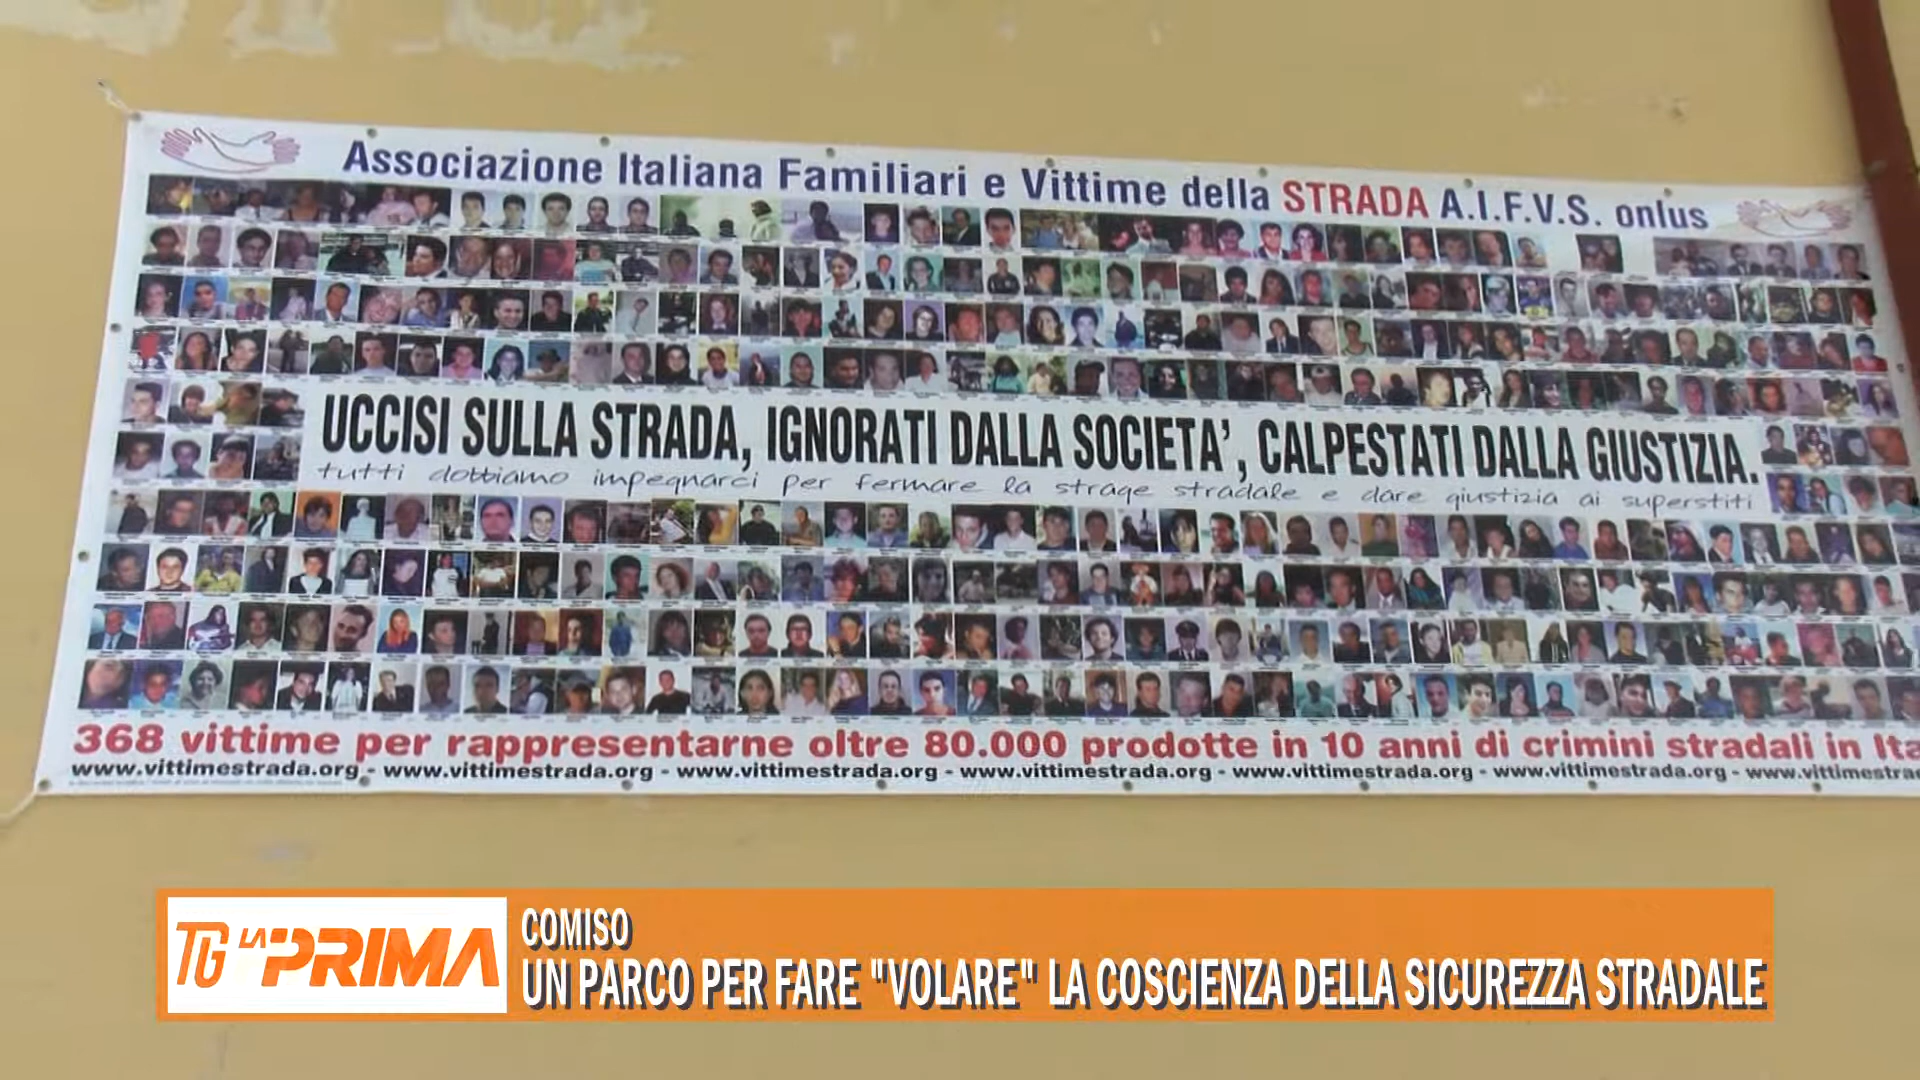 Associazione Italiana Familiari e Vittime della STRADA A.I.F.V.S. onlus
UCCISI SULLA STRADA, IGNORATI DALLA SOCIETA', CALPESTATI DALLA GIUSTIZIA.
tutti dobbiamo impegnarci per fermare la strage stradale e dare giustizia ai superstiti
368 vittime per rappresentarne oltre 80.000 prodotte in 10 anni di crimini stradali in Ita
www.vittimestrada.org - www.vittimestrada.org - www.vittimestrada.org - www.vittimestrada.org - www.vittimestrada.org - www.vittimestrada.org - www.vittimestrad
TG LA PRIMA
COMISO
UN PARCO PER FARE "VOLARE" LA COSCIENZA DELLA SICUREZZA STRADALE